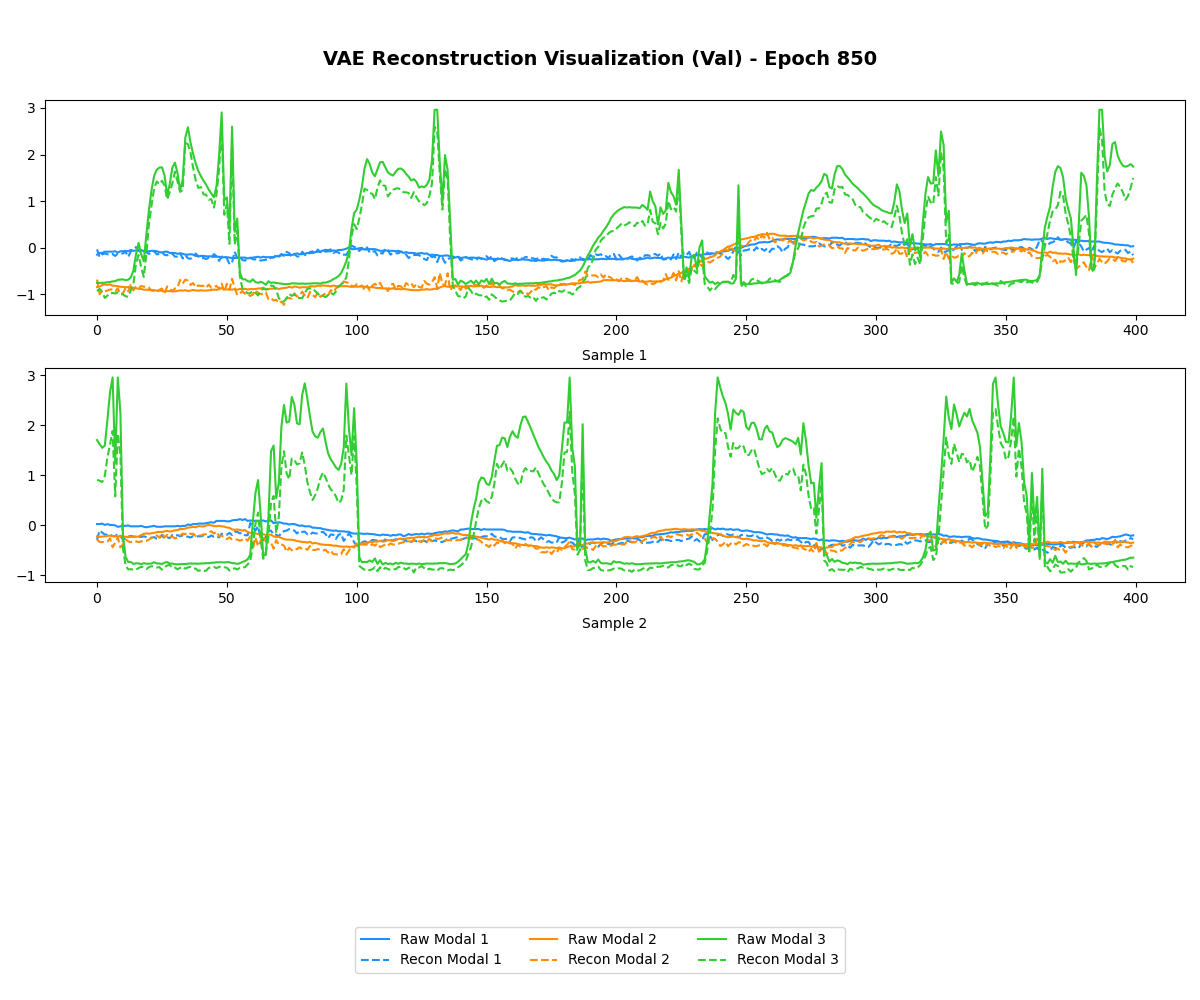 VAE Reconstruction Visualization (Val) - Epoch 850
3
2
1
0
−1
0 50 100 150 200 250 300 350 400
Sample 1
3
2
1
0
−1
0 50 100 150 200 250 300 350 400
Sample 2
Raw Modal 1 Raw Modal 2 Raw Modal 3
Recon Modal 1 Recon Modal 2 Recon Modal 3